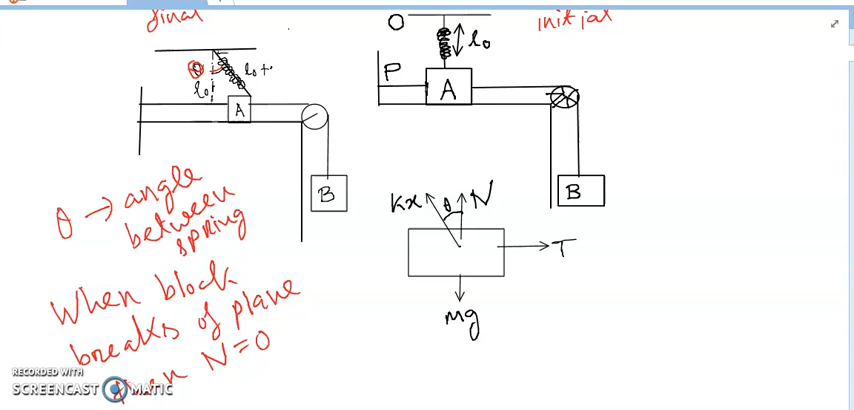 final
initial
O
l₀
P
A
B
θ
l₀+
l₀
A
B
Kx
θ
N
T
mg
θ → angle
between
spring
When block
breaks of plane
N=0
RECORDED WITH
SCREENCAST MATIC